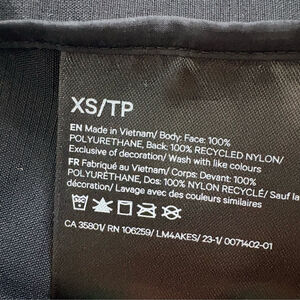 XS/TP
EN Made in Vietnam/ Body: Face: 100%
POLYURETHANE, Back: 100% RECYCLED NYLON/
Exclusive of decoration/ Wash with like colours
FR Fabriqué au Vietnam/ Corps: Devant: 100%
POLYURÉTHANE, Dos: 100% NYLON RECYCLÉ/ Sauf la
décoration/ Lavage avec des couleurs similaires
CA 35801/ RN 106259/ LM4AKES/ 23-1/ 0071402-01